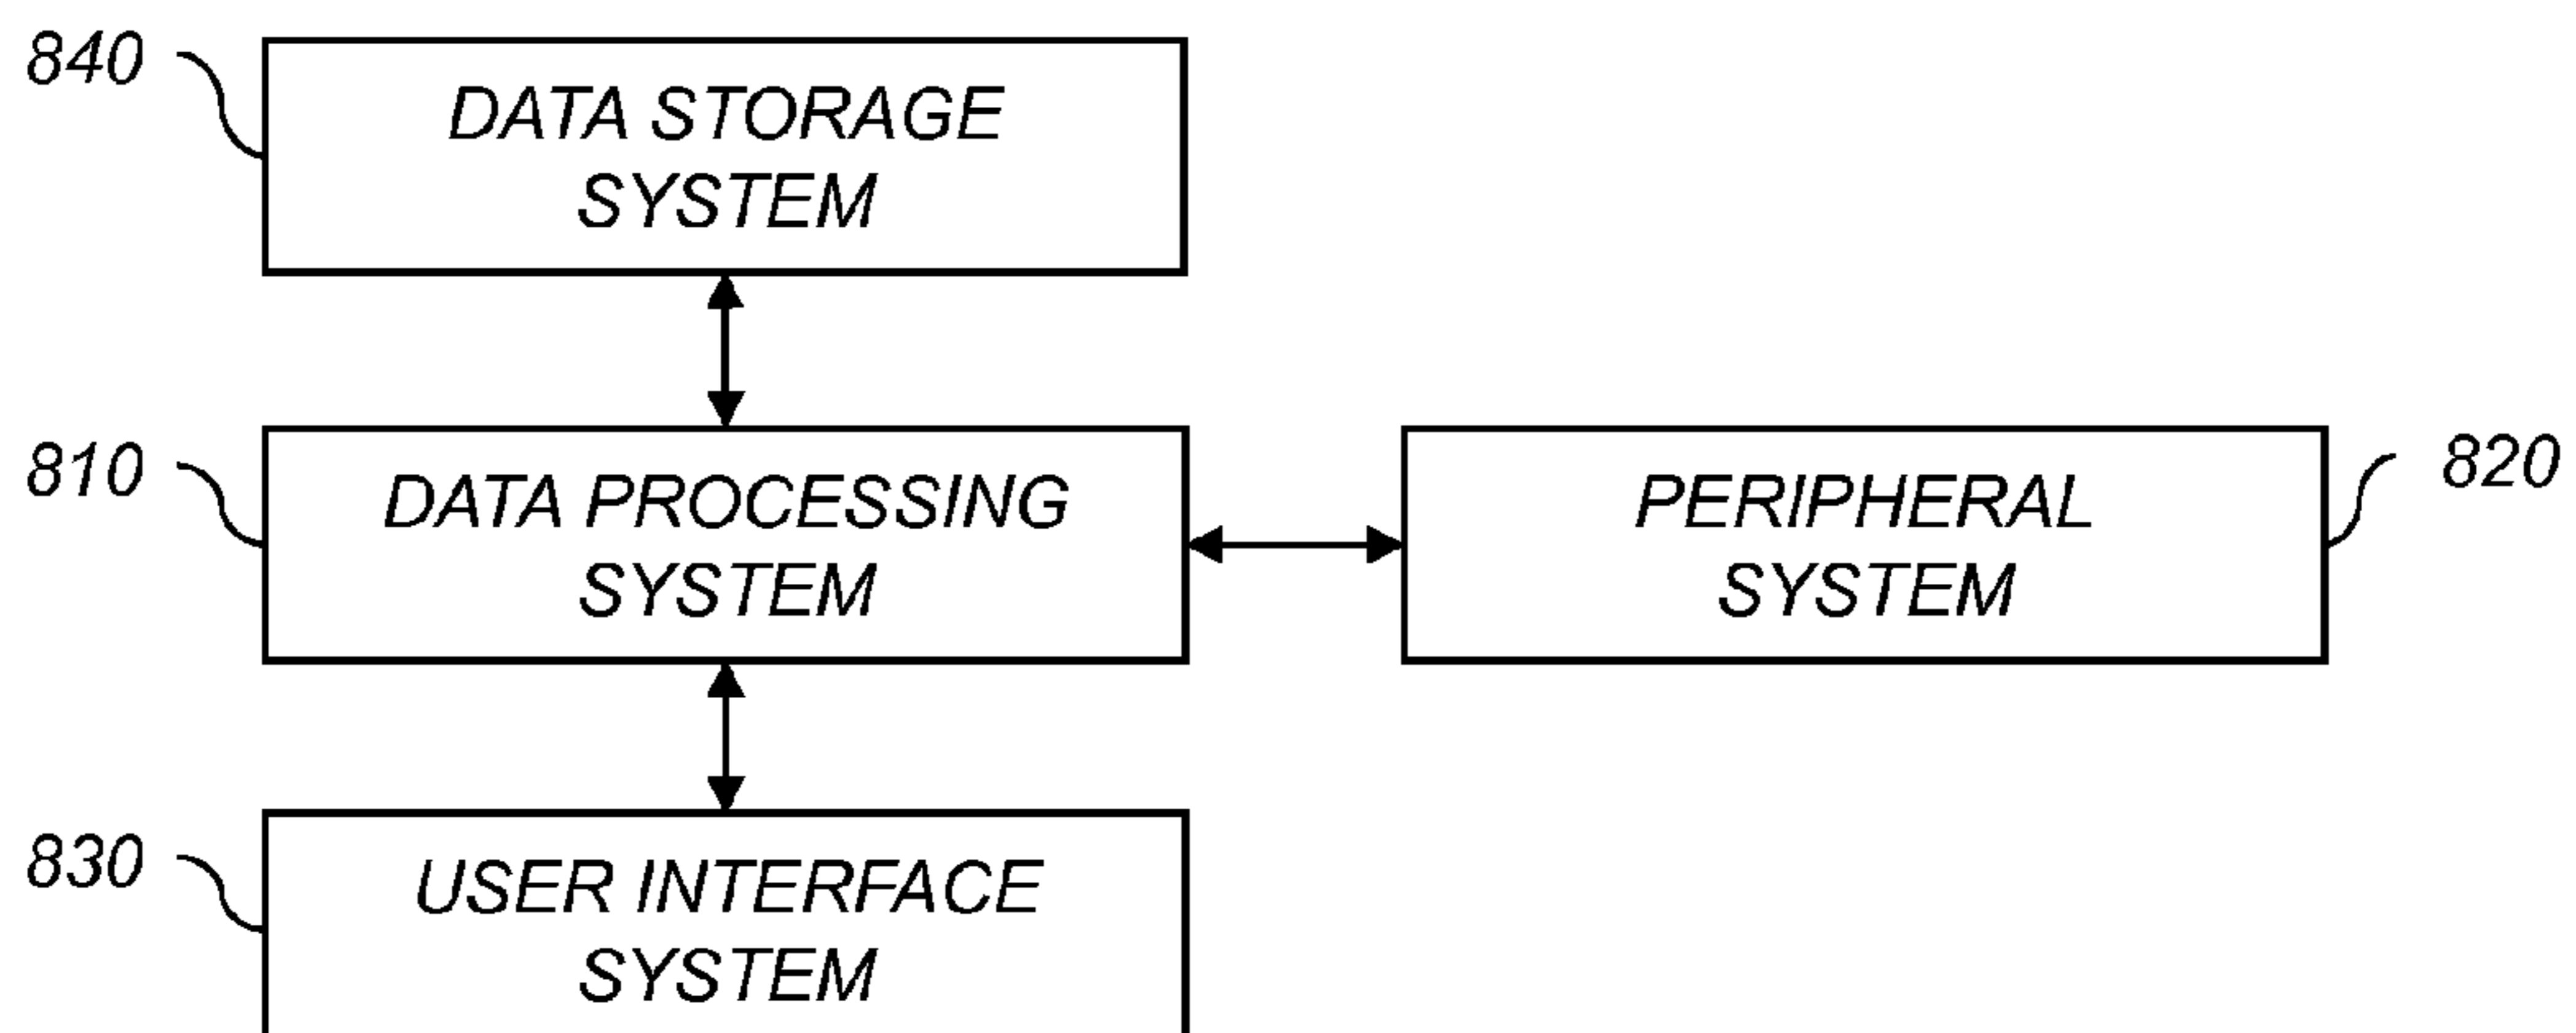 840
DATA STORAGE
SYSTEM
810
DATA PROCESSING
SYSTEM
PERIPHERAL
SYSTEM
820
830
USER INTERFACE
SYSTEM